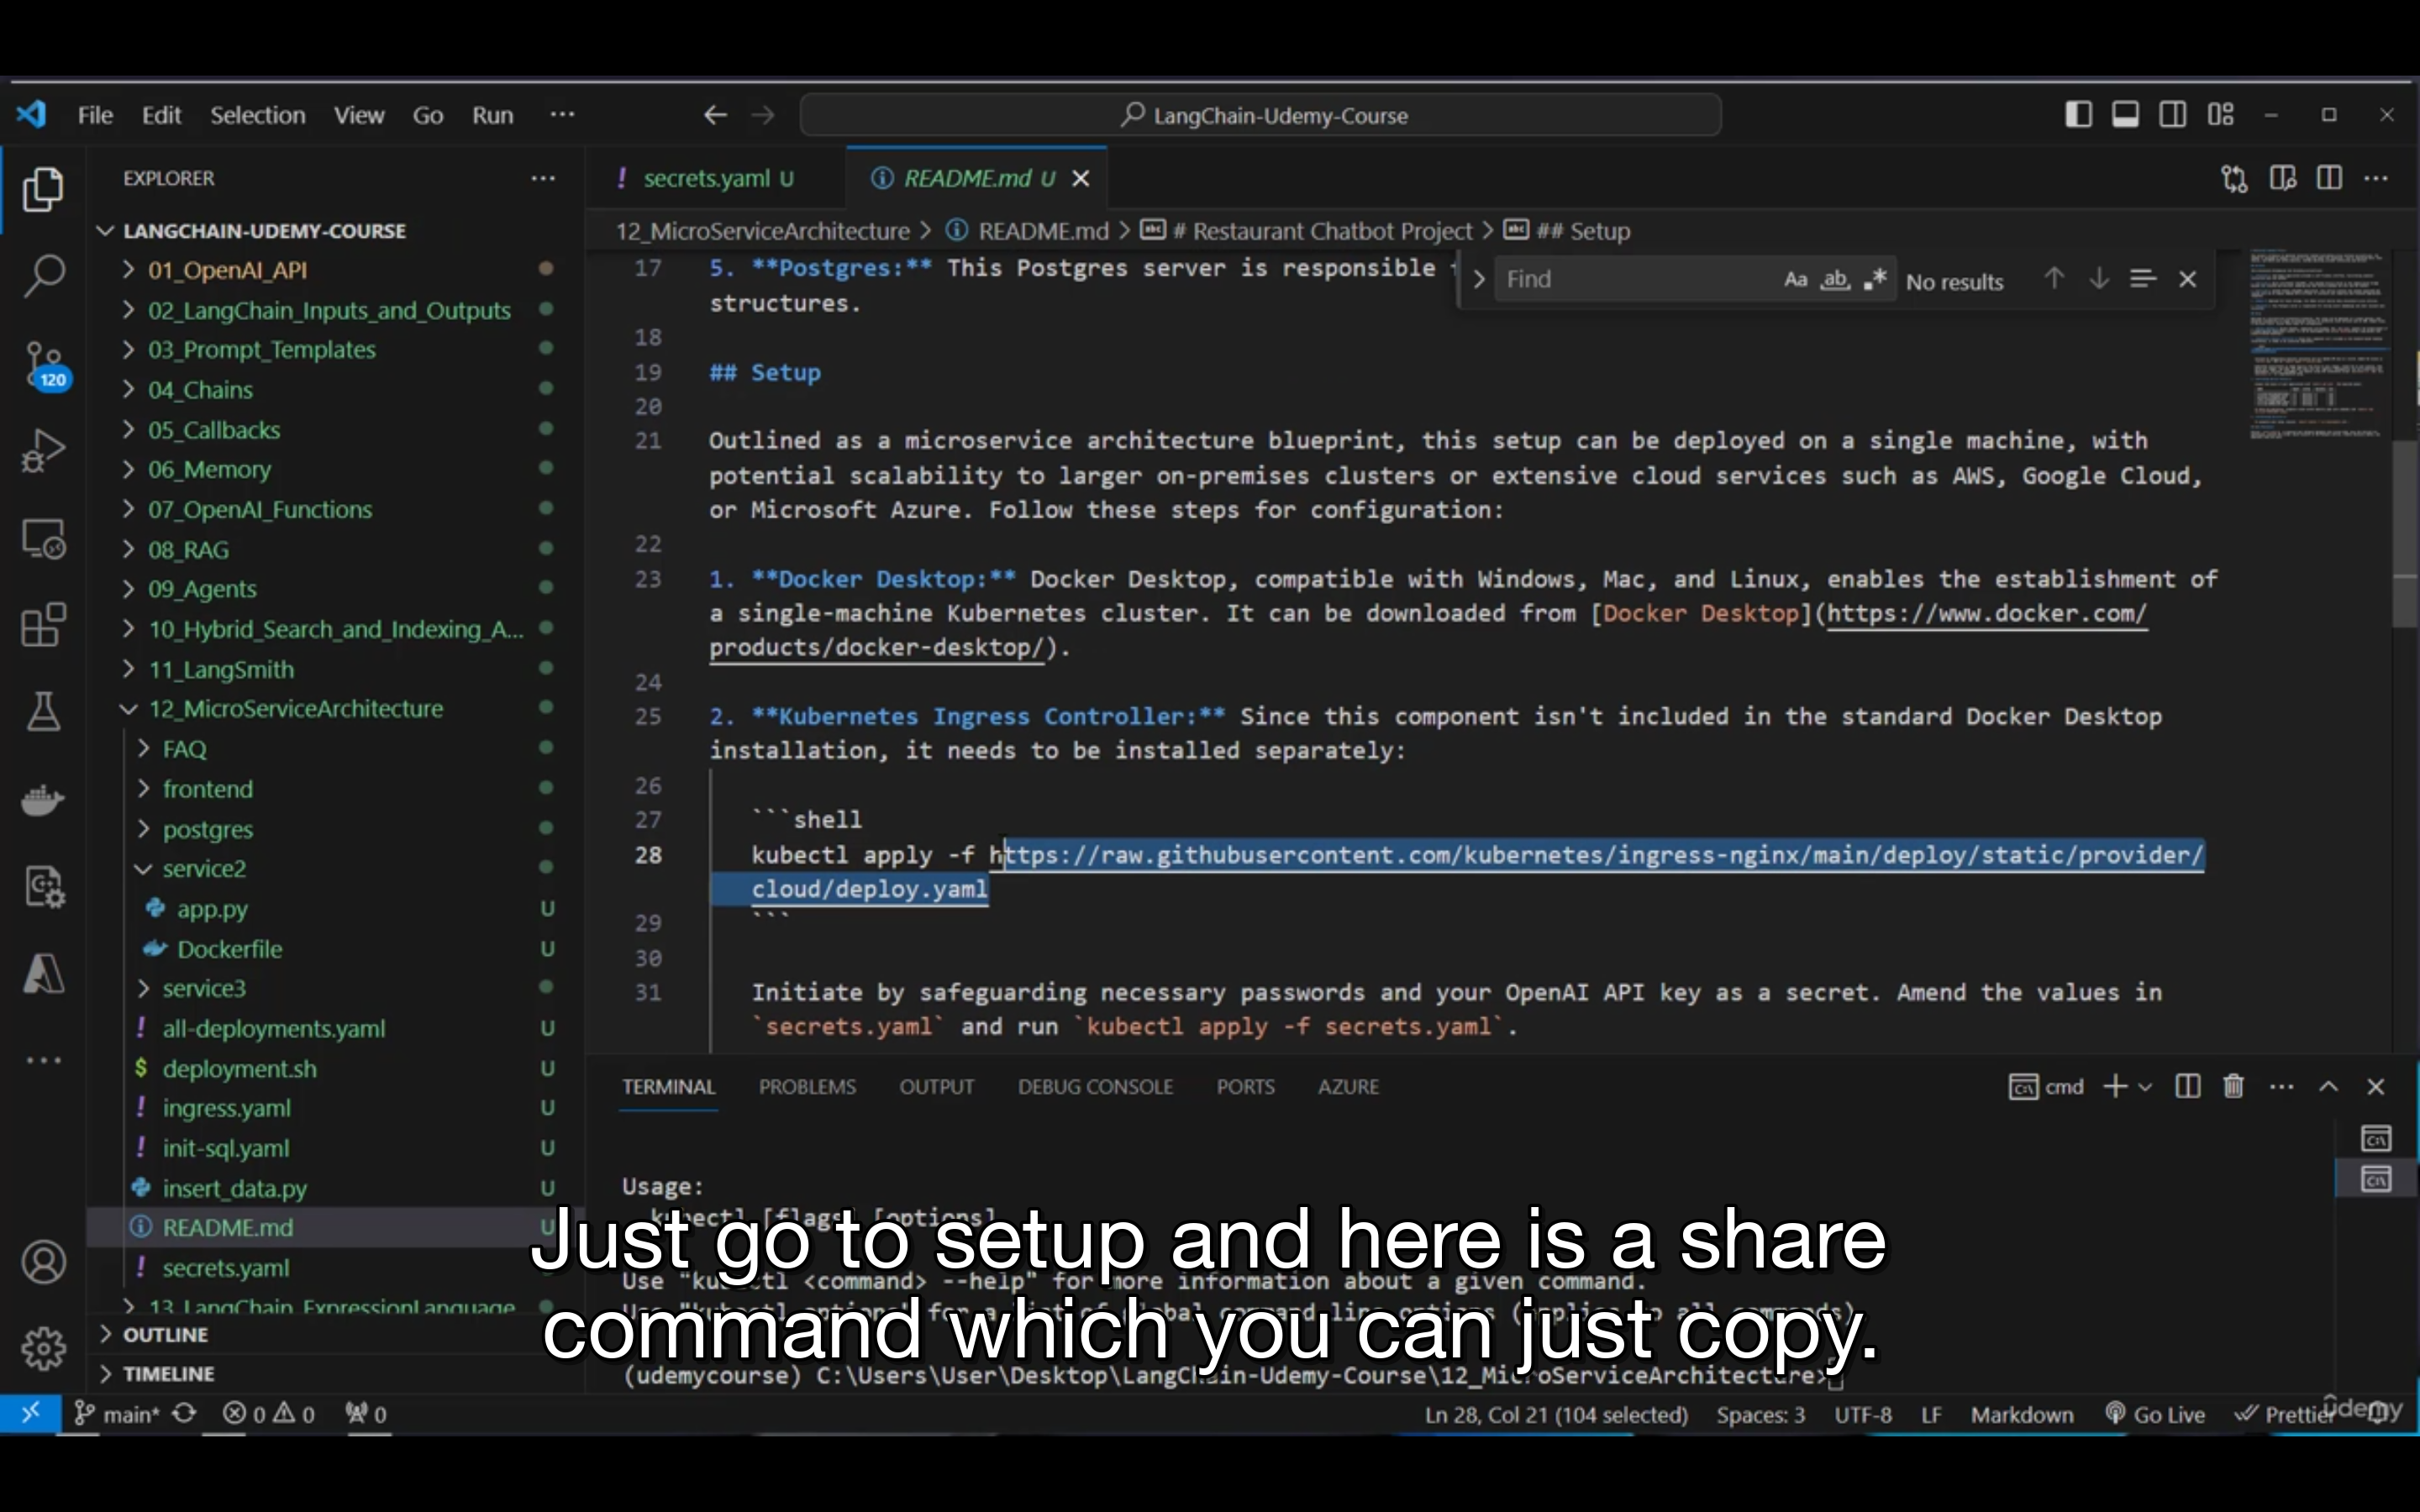 File Edit Selection View Go Run ··· LangChain-Udemy-Course
EXPLORER ···
! secrets.yaml U README.md U
LANGCHAIN-UDEMY-COURSE
12_MicroServiceArchitecture > README.md > # Restaurant Chatbot Project > ## Setup
01_OpenAI_API
02_LangChain_Inputs_and_Outputs
03_Prompt_Templates
04_Chains
05_Callbacks
06_Memory
07_OpenAI_Functions
08_RAG
09_Agents
10_Hybrid_Search_and_Indexing_A...
11_LangSmith
12_MicroServiceArchitecture
FAQ
frontend
postgres
service2
app.py U
Dockerfile U
service3
! all-deployments.yaml U
$ deployment.sh U
! ingress.yaml U
! init-sql.yaml U
insert_data.py U
README.md U
! secrets.yaml
13_LangChain_ExpressionLanguage
OUTLINE
TIMELINE
120
Find Aa ab No results
17 5. **Postgres:** This Postgres server is responsible
structures.
18
19 ## Setup
20
21 Outlined as a microservice architecture blueprint, this setup can be deployed on a single machine, with
potential scalability to larger on-premises clusters or extensive cloud services such as AWS, Google Cloud,
or Microsoft Azure. Follow these steps for configuration:
22
23 1. **Docker Desktop:** Docker Desktop, compatible with Windows, Mac, and Linux, enables the establishment of
a single-machine Kubernetes cluster. It can be downloaded from [Docker Desktop](https://www.docker.com/
products/docker-desktop/).
24
25 2. **Kubernetes Ingress Controller:** Since this component isn't included in the standard Docker Desktop
installation, it needs to be installed separately:
26
27 ```shell
28 kubectl apply -f https://raw.githubusercontent.com/kubernetes/ingress-nginx/main/deploy/static/provider/
cloud/deploy.yaml
29 ```
30
31 Initiate by safeguarding necessary passwords and your OpenAI API key as a secret. Amend the values in
`secrets.yaml` and run `kubectl apply -f secrets.yaml`.
TERMINAL PROBLEMS OUTPUT DEBUG CONSOLE PORTS AZURE cmd
Usage:
kubectl [flags] [options]
Use "kubectl <command> --help" for more information about a given command.
(udemycourse) C:\Users\User\Desktop\LangChain-Udemy-Course\12_MicroServiceArchitecture>
Just go to setup and here is a share
command which you can just copy.
main* 0 0 0 Ln 28, Col 21 (104 selected) Spaces: 3 UTF-8 LF Markdown Go Live Prettier
ûdemy